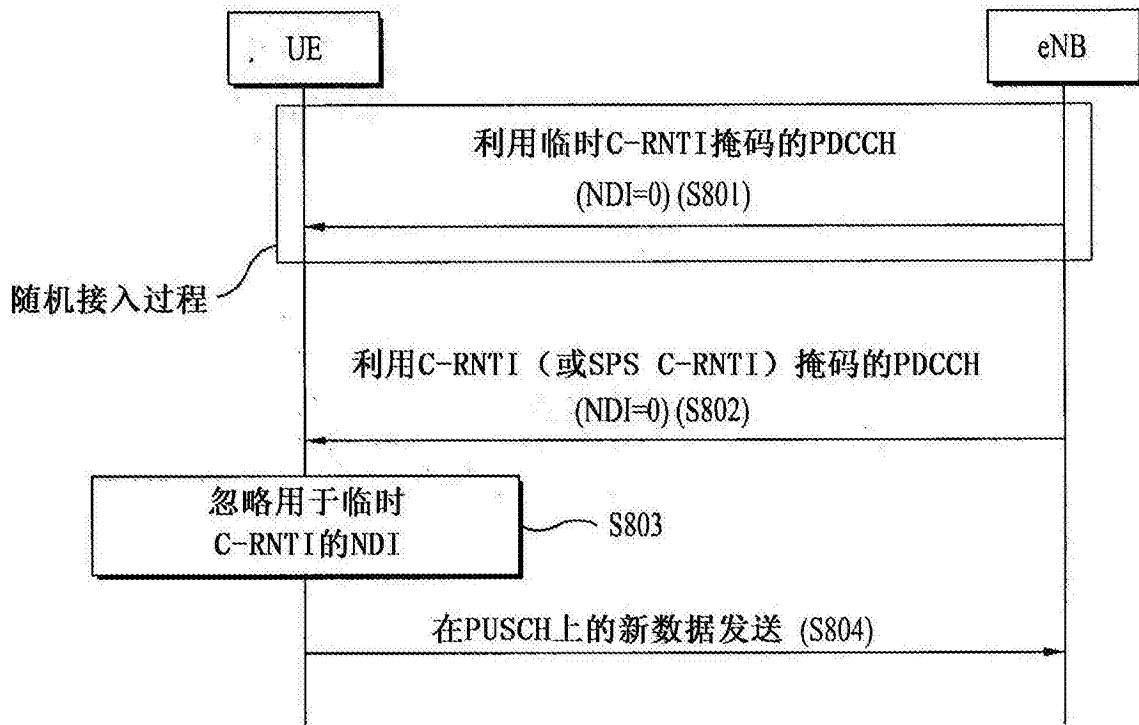 UE
eNB
利用临时C-RNTI掩码的PDCCH
(NDI=0) (S801)
随机接入过程
利用C-RNTI（或SPS C-RNTI）掩码的PDCCH
(NDI=0) (S802)
忽略用于临时
C-RNTI的NDI
S803
在PUSCH上的新数据发送 (S804)